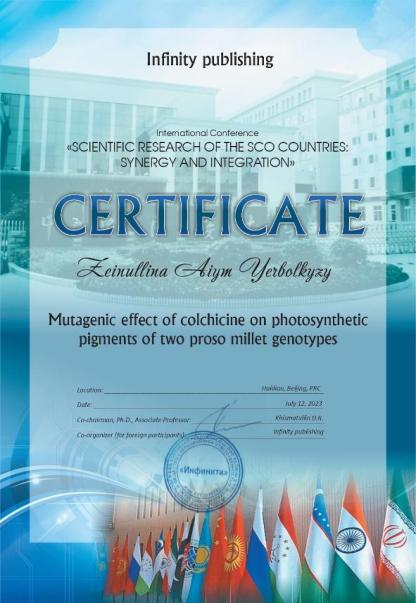 Infinity publishing
International Conference
«SCIENTIFIC RESEARCH OF THE SCO COUNTRIES:
SYNERGY AND INTEGRATION»
CERTIFICATE
Zeinullina Aiym Yerbolkyzy
Mutagenic effect of colchicine on photosynthetic
pigments of two proso millet genotypes
Location: Haidian, Beijing, PRC
Date: July 12, 2023
Co-chairman, Ph.D., Associate Professor: Khismatullin D.R.
Co-organizer (for foreign participants): Infinity publishing
«Инфинити»